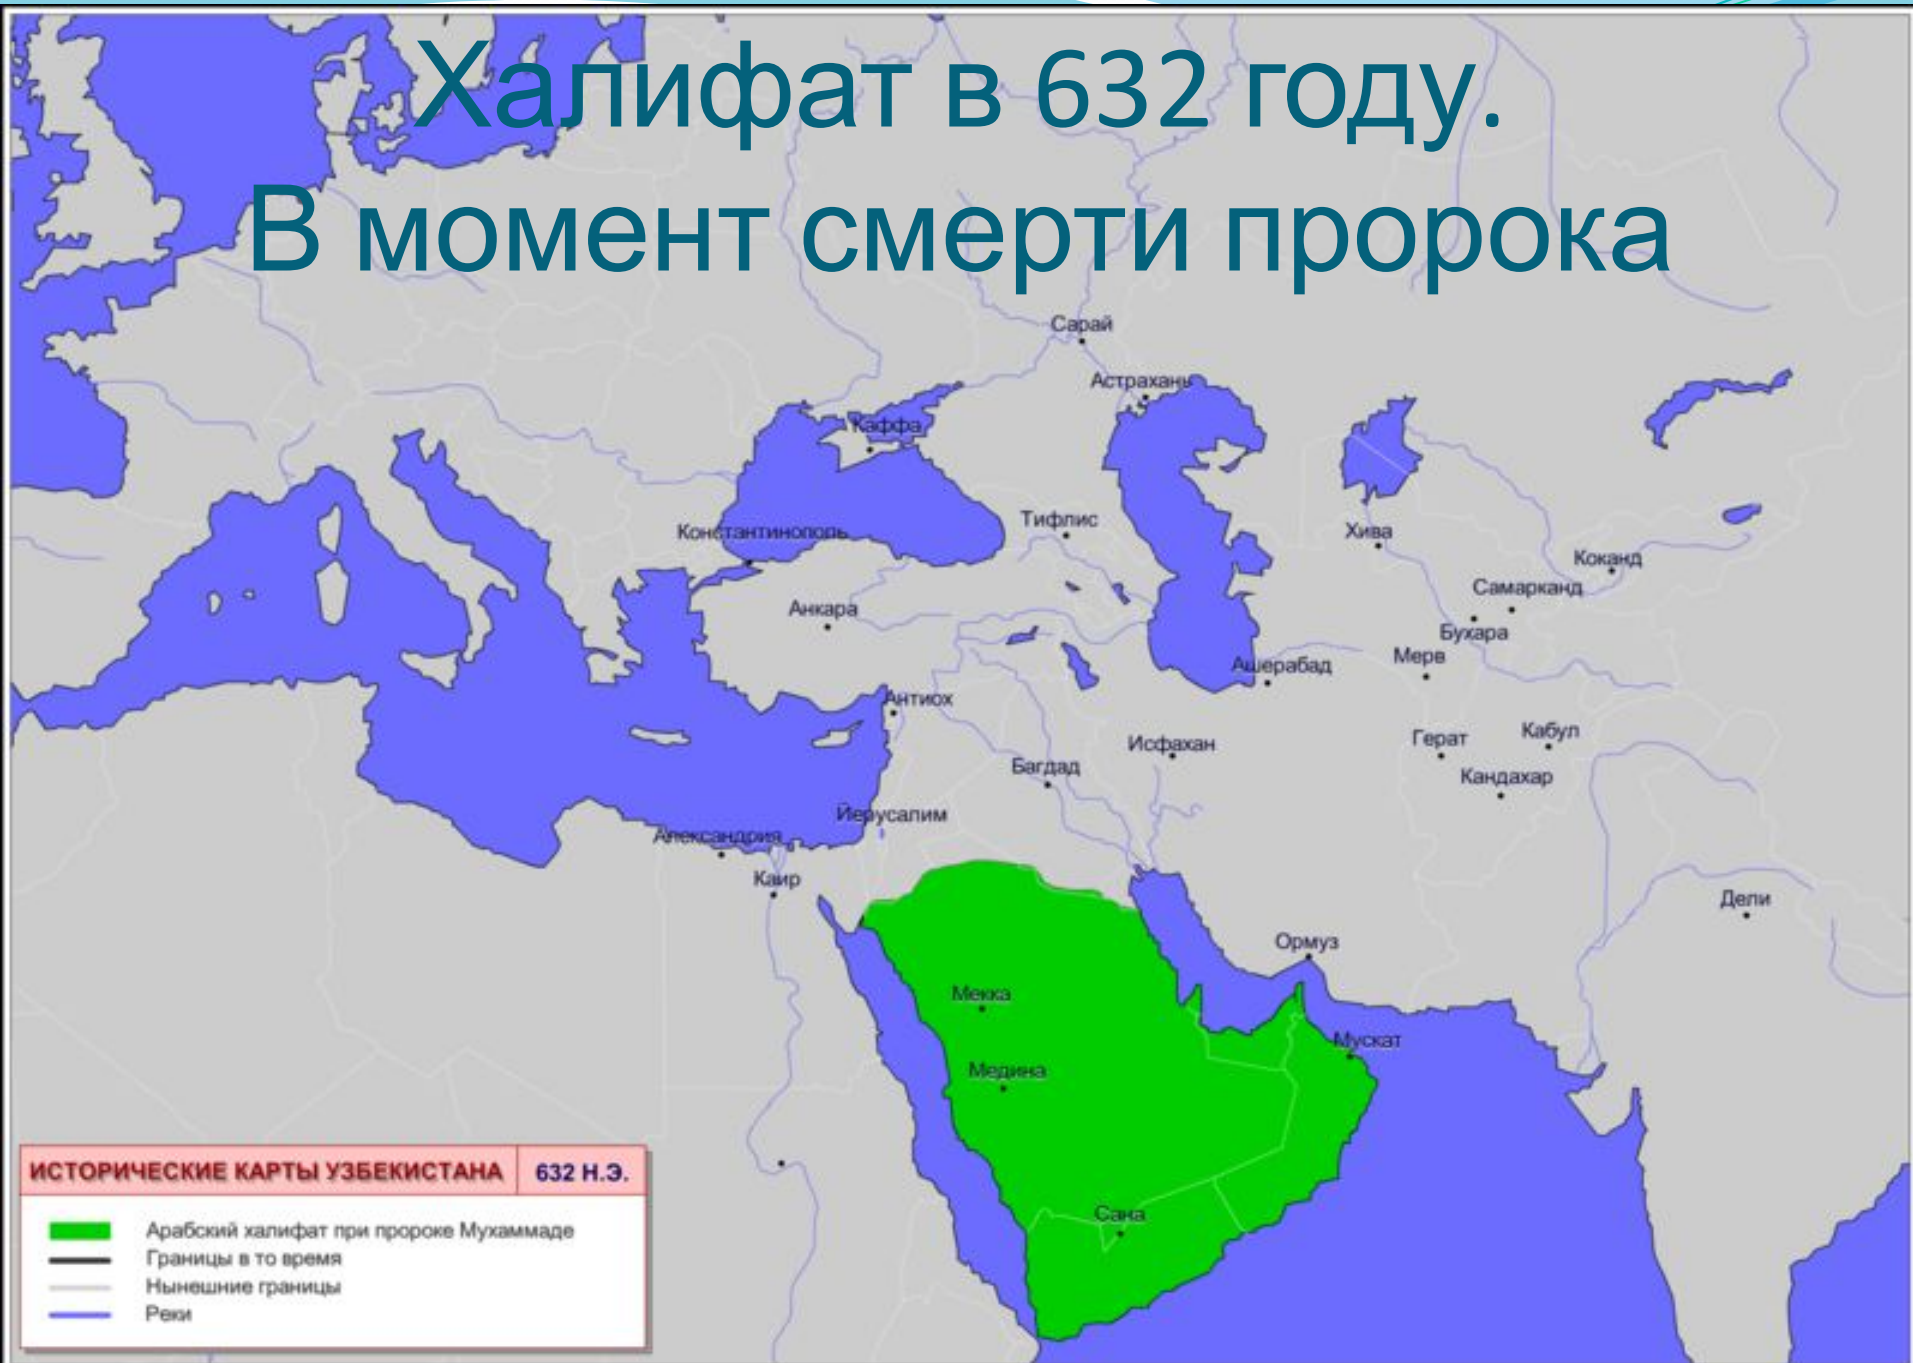 Халифат в 632 году.
В момент смерти пророка
Сарай
Астрахань
Каффа
Константинополь
Тифлис
Хива
Коканд
Самарканд
Анкара
Бухара
Мерв
Ашерабад
Антиох
Исфахан
Герат
Кабул
Багдад
Кандахар
Иерусалим
Александрия
Каир
Дели
Ормуз
Мекка
Мускат
Медина
Сана
ИСТОРИЧЕСКИЕ КАРТЫ УЗБЕКИСТАНА 632 Н.Э.
Арабский халифат при пророке Мухаммаде
Границы в то время
Нынешние границы
Реки